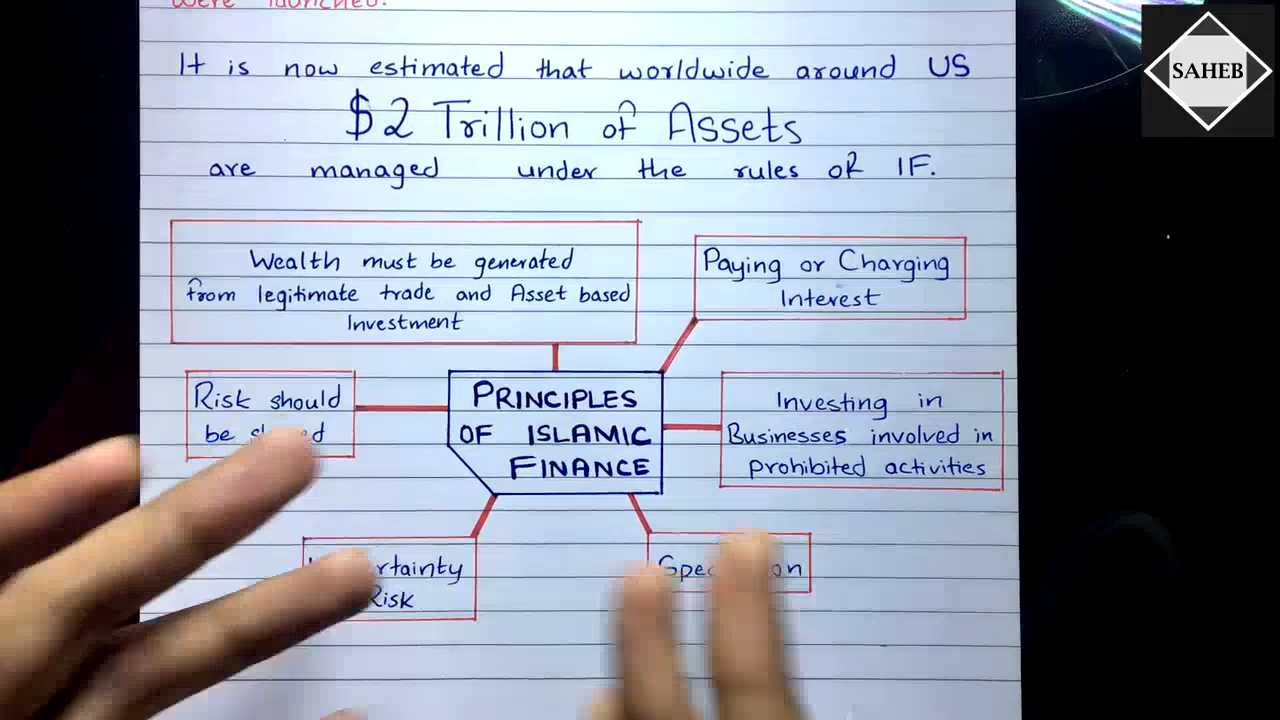 were launched.
It is now estimated that worldwide around US
$2 Trillion of Assets
are managed under the rules of IF.
Wealth must be generated
from legitimate trade and Asset based
Investment
Paying or Charging
Interest
Risk should
be
PRINCIPLES
OF ISLAMIC
FINANCE
Investing in
Businesses involved in
prohibited activities
Risk
SAHEB